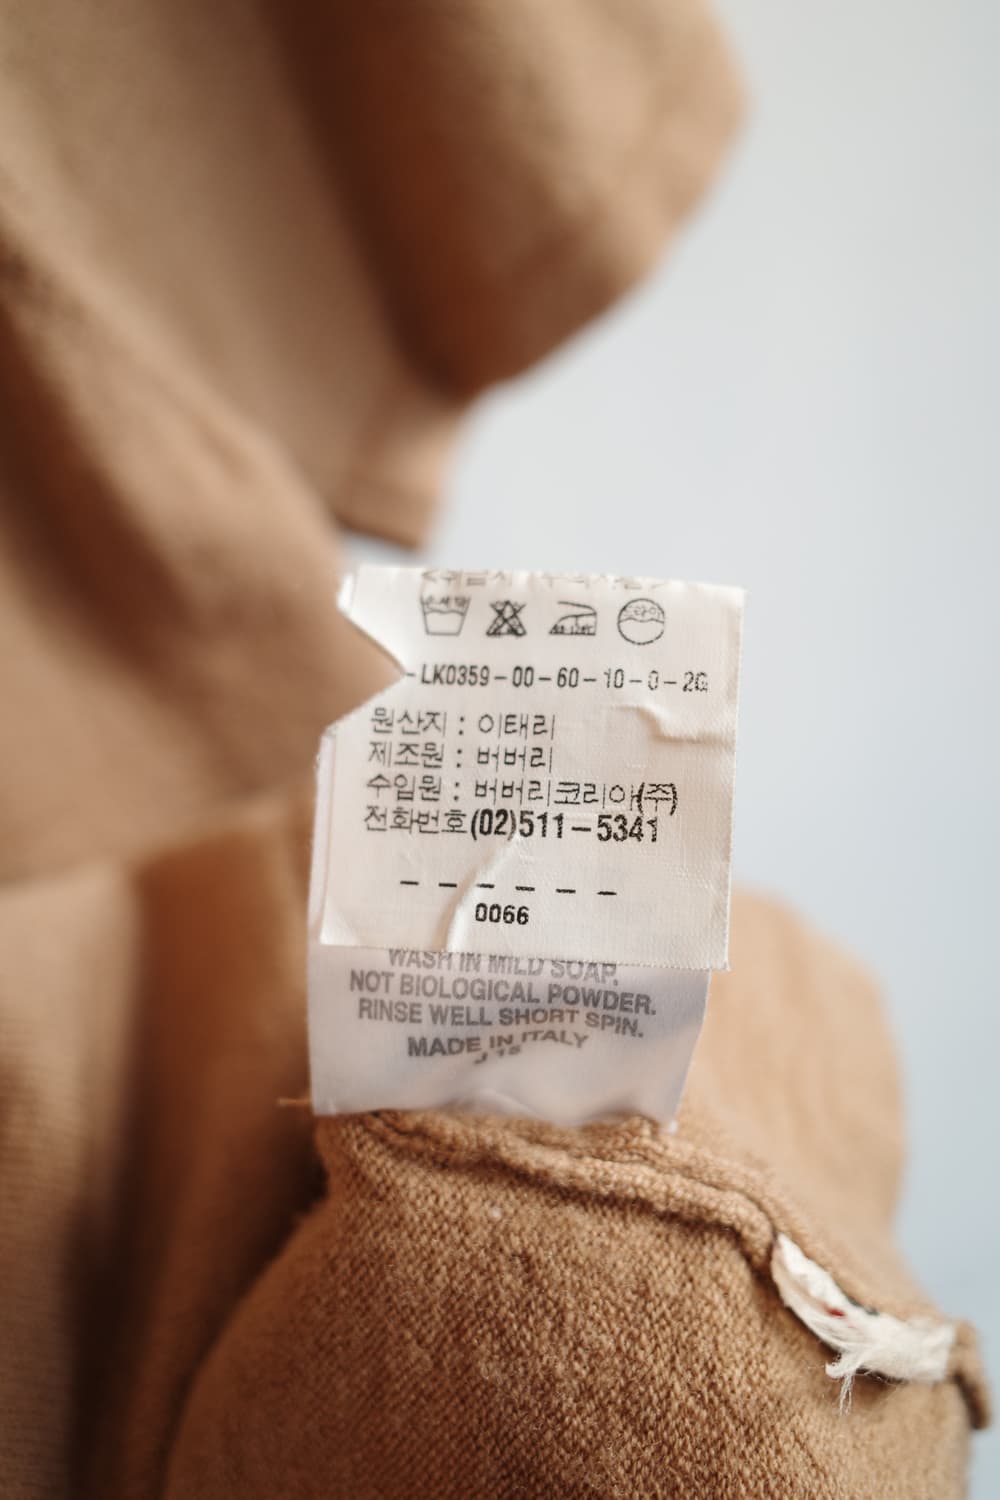 LK0359-00-60-10-0-2G
원산지 : 이태리
제조원 : 버버리
수입원 : 버버리코리아(주)
전화번호(02)511-5341
------
0066
WASH IN MILD SOAP.
NOT BIOLOGICAL POWDER.
RINSE WELL SHORT SPIN.
MADE IN ITALY